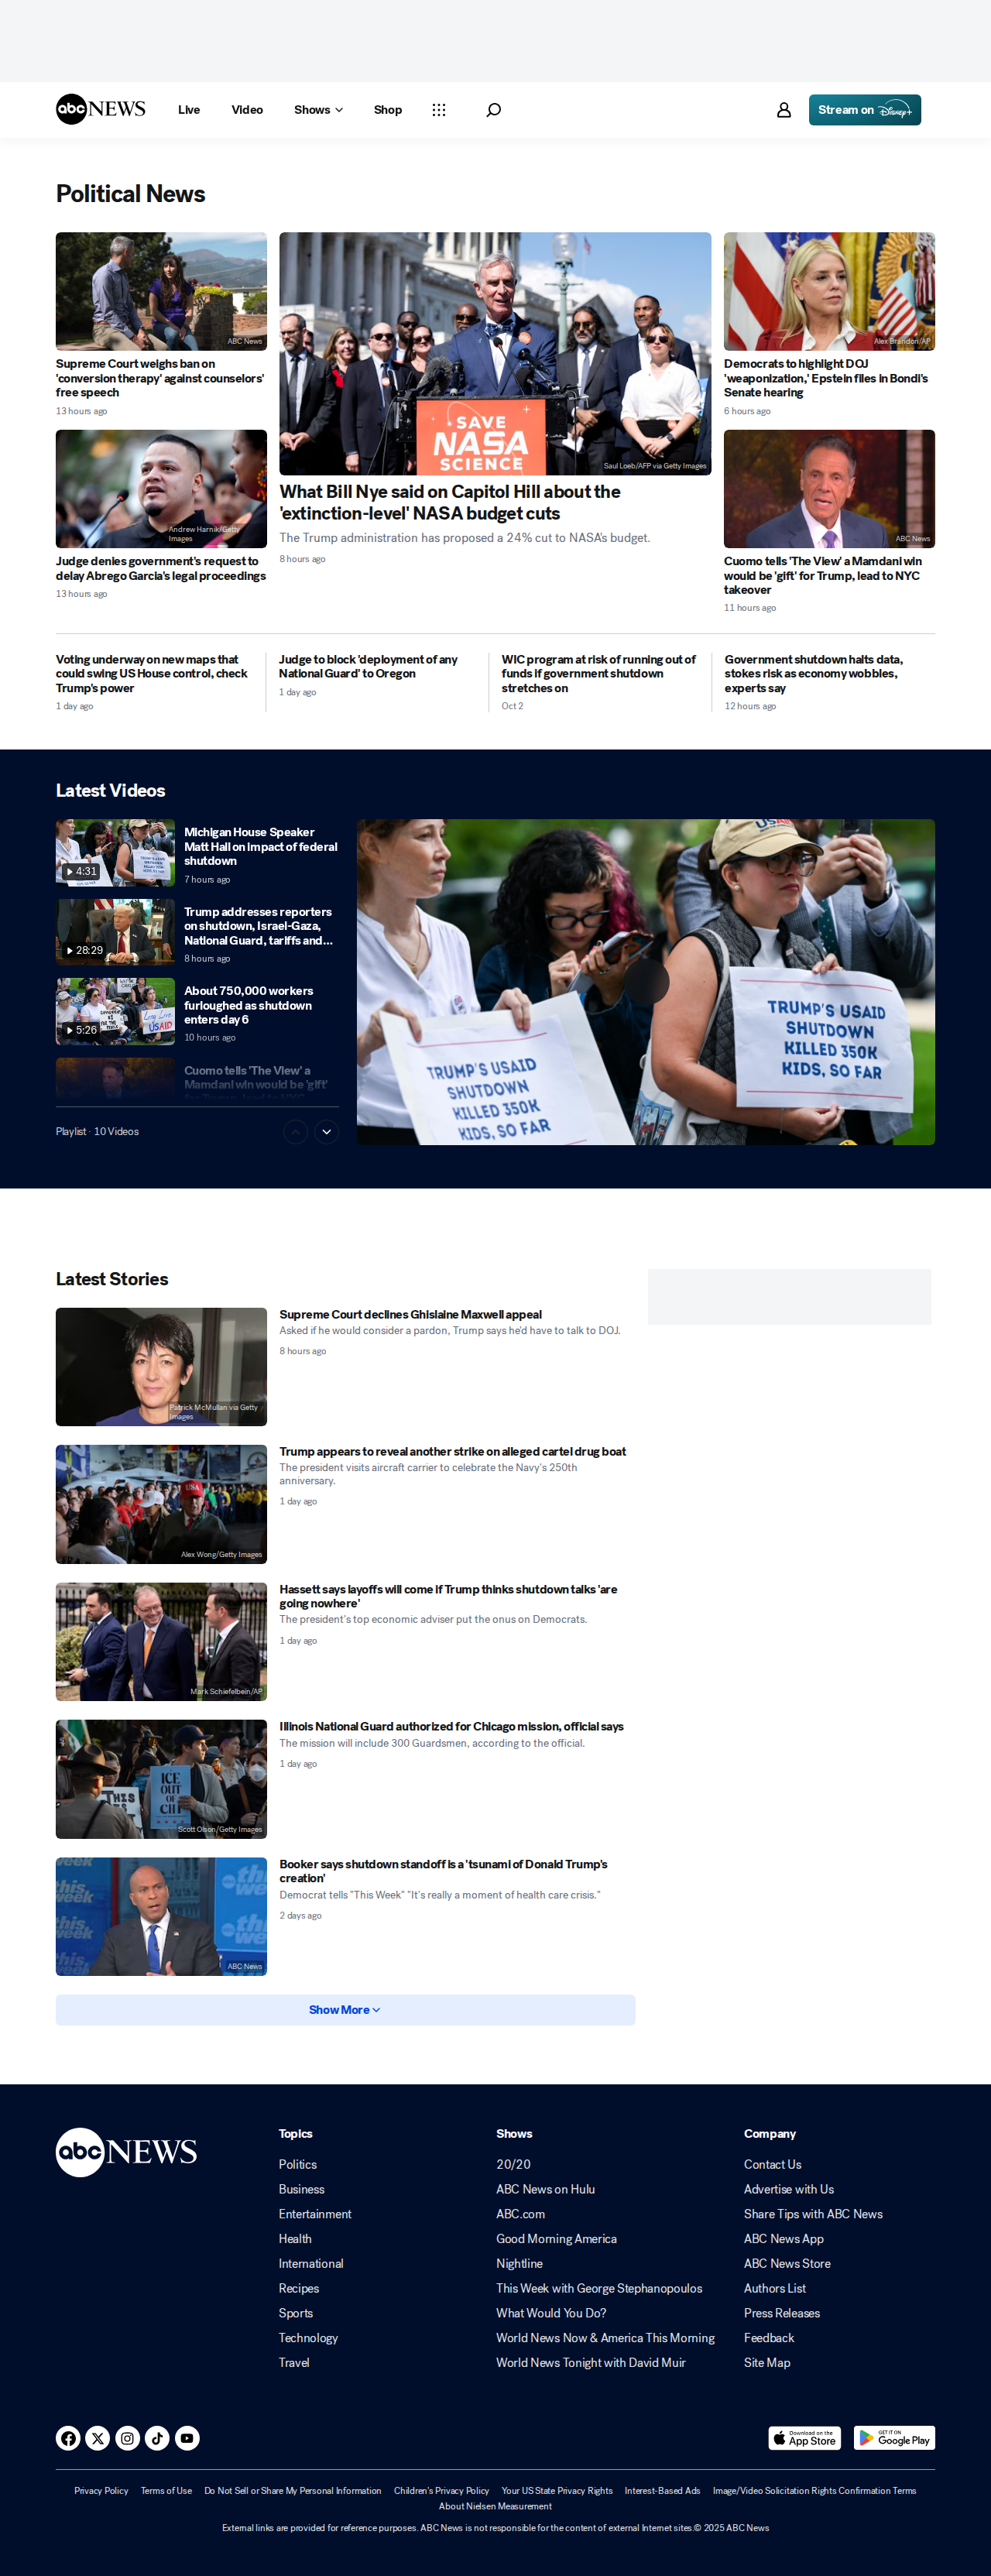 abc NEWS
Live
Video
Shows
Shop
Stream on Disney+
Political News
ABC News
Supreme Court weighs ban on
'conversion therapy' against counselors'
free speech
13 hours ago
Andrew Harnik/Getty
Images
Judge denies government's request to
delay Abrego Garcia's legal proceedings
13 hours ago
SAVE
NASA
SCIENCE
Saul Loeb/AFP via Getty Images
What Bill Nye said on Capitol Hill about the
'extinction-level' NASA budget cuts
The Trump administration has proposed a 24% cut to NASA's budget.
8 hours ago
Alex Brandon/AP
Democrats to highlight DOJ
'weaponization,' Epstein files in Bondi's
Senate hearing
6 hours ago
ABC News
Cuomo tells 'The View' a Mamdani win
would be 'gift' for Trump, lead to NYC
takeover
11 hours ago
Voting underway on new maps that
could swing US House control, check
Trump's power
1 day ago
Judge to block 'deployment of any
National Guard' to Oregon
1 day ago
WIC program at risk of running out of
funds if government shutdown
stretches on
Oct 2
Government shutdown halts data,
stokes risk as economy wobbles,
experts say
12 hours ago
Latest Videos
4:31
Michigan House Speaker
Matt Hall on impact of federal
shutdown
7 hours ago
28:29
Trump addresses reporters
on shutdown, Israel-Gaza,
National Guard, tariffs and...
8 hours ago
5:26
About 750,000 workers
furloughed as shutdown
enters day 6
10 hours ago
Cuomo tells 'The View' a
Mamdani win would be 'gift'
for Trump, lead to NYC
Playlist · 10 Videos
TRUMP'S USAID
SHUTDOWN
KILLED 350K
KIDS, SO FAR
TRUMP'S USAID
SHUTDOWN
KILLED 350K
KIDS, SO FAR
Latest Stories
Patrick McMullan via Getty
Images
Supreme Court declines Ghislaine Maxwell appeal
Asked if he would consider a pardon, Trump says he'd have to talk to DOJ.
8 hours ago
USA
Alex Wong/Getty Images
Trump appears to reveal another strike on alleged cartel drug boat
The president visits aircraft carrier to celebrate the Navy's 250th
anniversary.
1 day ago
Mark Schiefelbein/AP
Hassett says layoffs will come if Trump thinks shutdown talks 'are
going nowhere'
The president's top economic adviser put the onus on Democrats.
1 day ago
ICE
OUT OF
CHI
Scott Olson/Getty Images
Illinois National Guard authorized for Chicago mission, official says
The mission will include 300 Guardsmen, according to the official.
1 day ago
this
week
ABC News
Booker says shutdown standoff is a 'tsunami of Donald Trump's
creation'
Democrat tells "This Week" "It's really a moment of health care crisis."
2 days ago
Show More
abc NEWS
Topics
Politics
Business
Entertainment
Health
International
Recipes
Sports
Technology
Travel
Shows
20/20
ABC News on Hulu
ABC.com
Good Morning America
Nightline
This Week with George Stephanopoulos
What Would You Do?
World News Now & America This Morning
World News Tonight with David Muir
Company
Contact Us
Advertise with Us
Share Tips with ABC News
ABC News App
ABC News Store
Authors List
Press Releases
Feedback
Site Map
Download on the
App Store
GET IT ON
Google Play
Privacy Policy Terms of Use Do Not Sell or Share My Personal Information Children's Privacy Policy Your US State Privacy Rights Interest-Based Ads Image/Video Solicitation Rights Confirmation Terms
About Nielsen Measurement
External links are provided for reference purposes. ABC News is not responsible for the content of external Internet sites.© 2025 ABC News